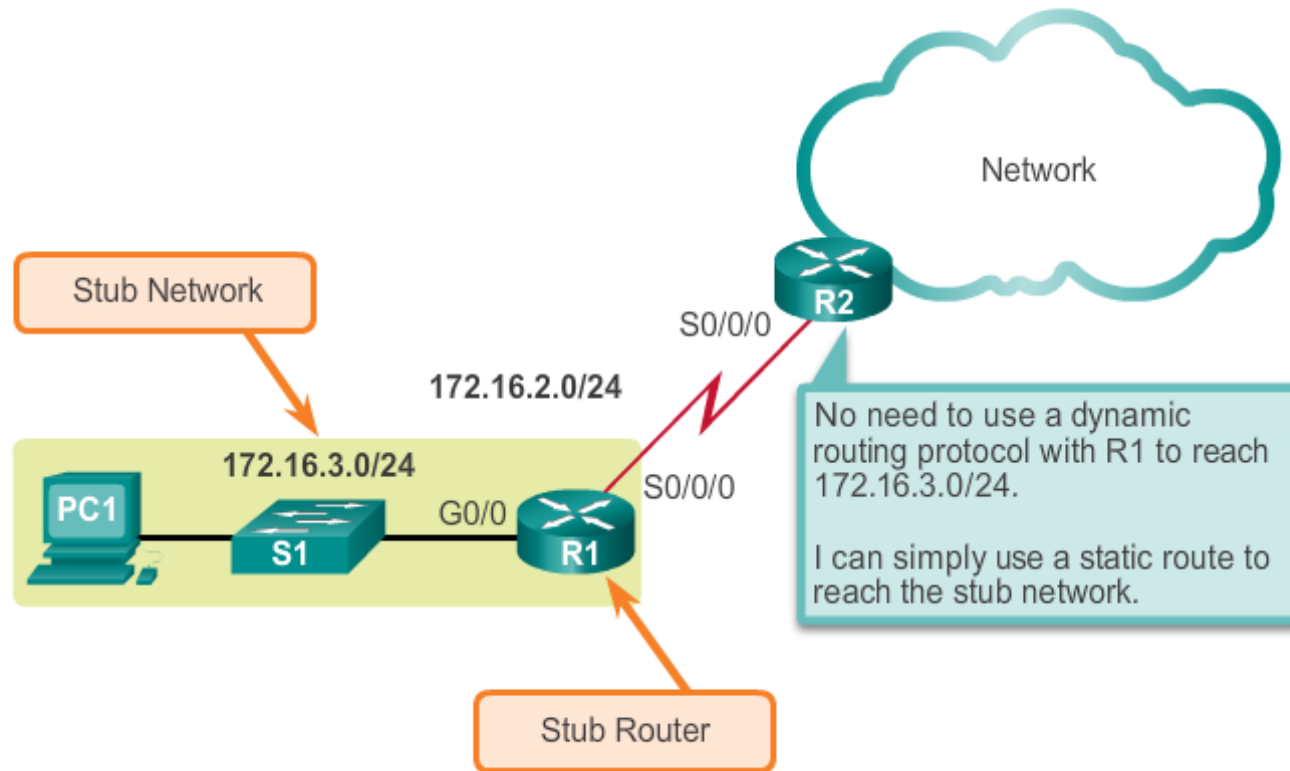 Network
Stub Network
R2
S0/0/0
172.16.2.0/24
No need to use a dynamic
routing protocol with R1 to reach
172.16.3.0/24.
I can simply use a static route to
reach the stub network.
172.16.3.0/24
S0/0/0
PC1
G0/0
S1
R1
Stub Router